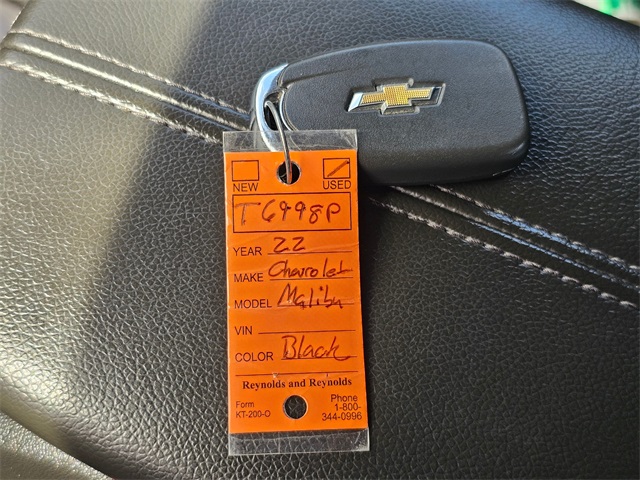 NEW USED
T6998P
YEAR 22
MAKE Chevrolet
MODEL Malibu
VIN
COLOR Black
Reynolds and Reynolds
Form
KT-200-O
Phone
1-800-
344-0996